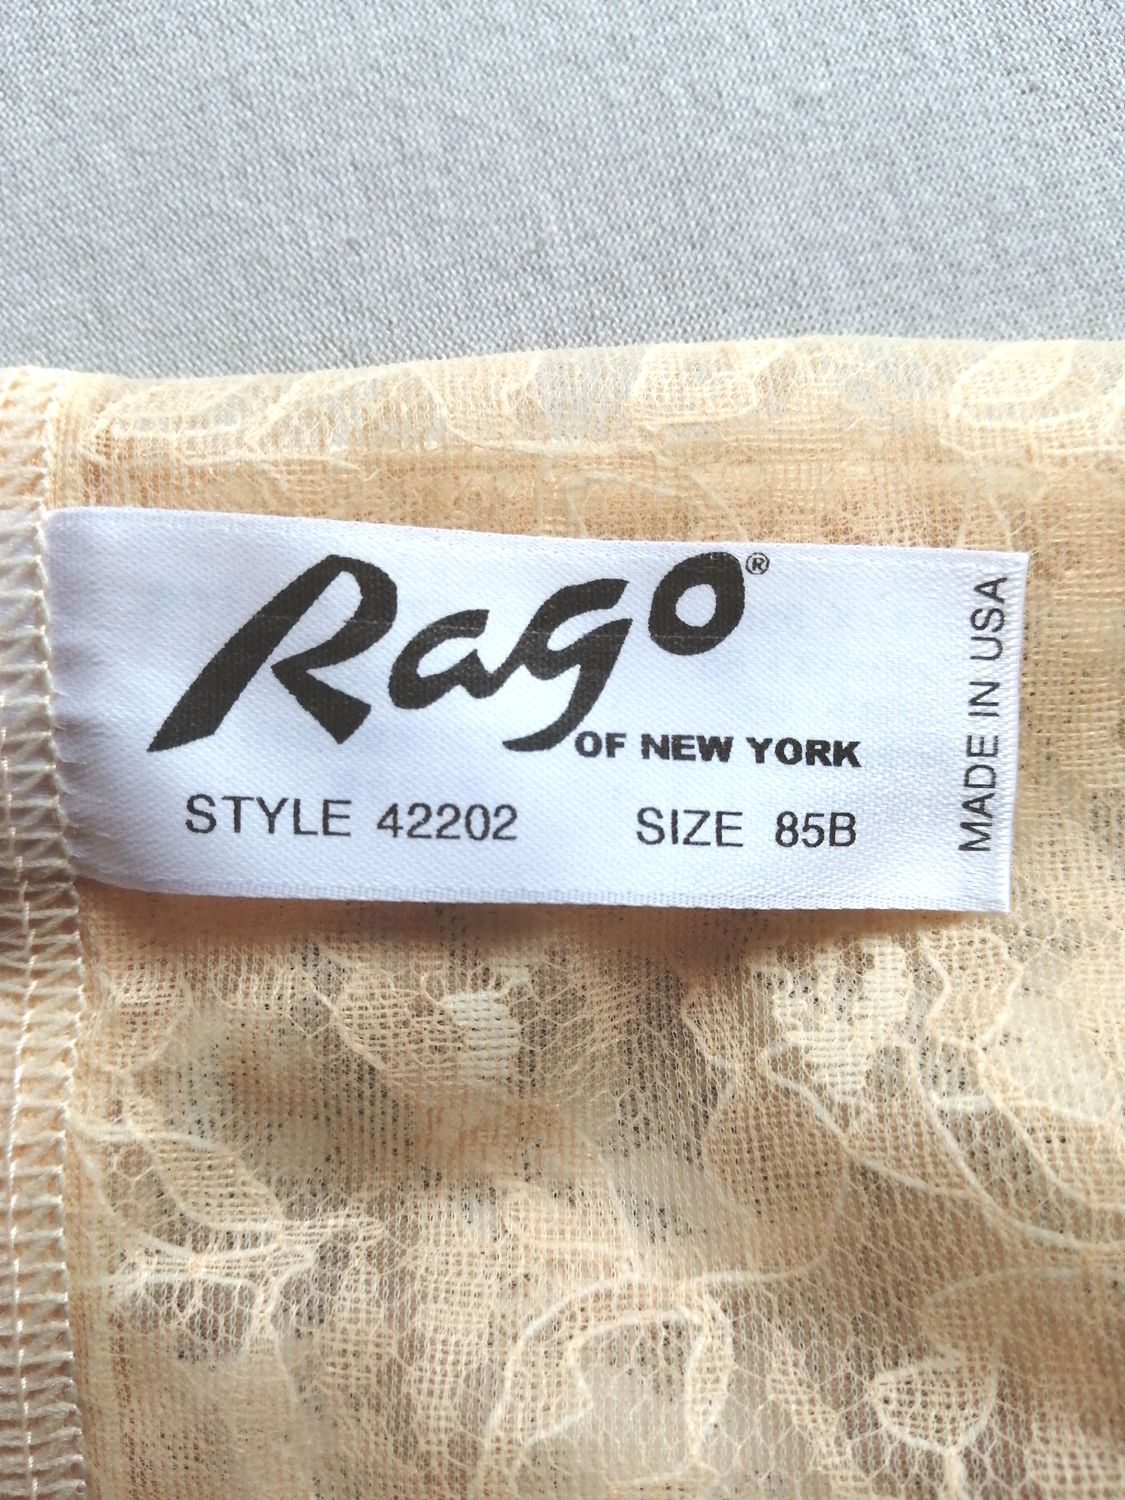 Rago®
OF NEW YORK
STYLE 42202 SIZE 85B
MADE IN USA